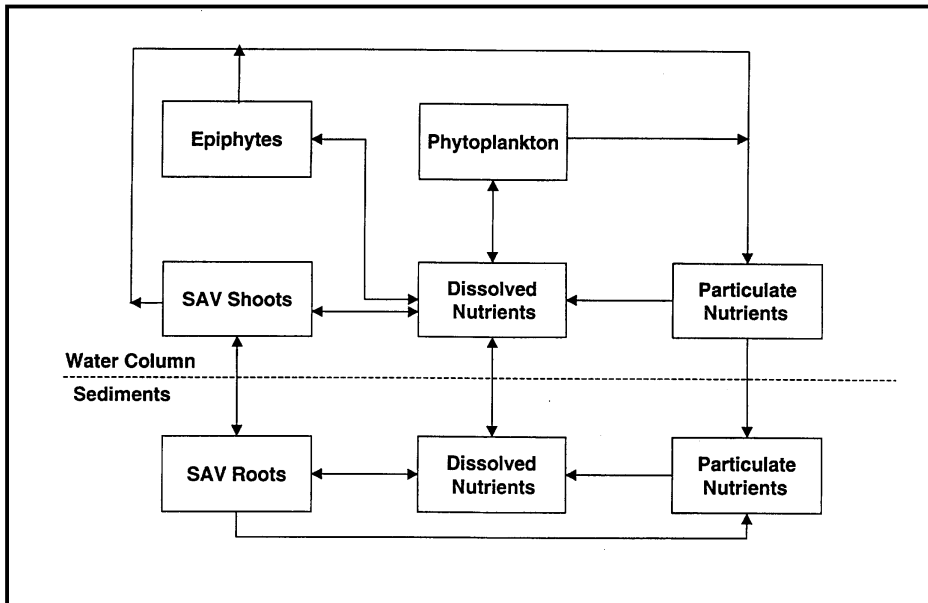 Epiphytes
Phytoplankton
SAV Shoots
Dissolved
Nutrients
Particulate
Nutrients
Water Column
Sediments
SAV Roots
Dissolved
Nutrients
Particulate
Nutrients